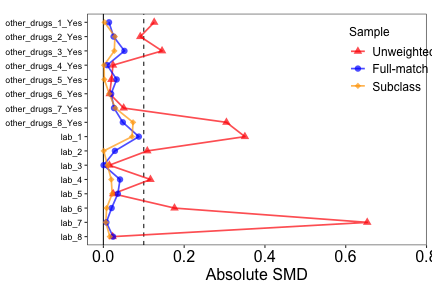 other_drugs_1_Yes
other_drugs_2_Yes
other_drugs_3_Yes
other_drugs_4_Yes
other_drugs_5_Yes
other_drugs_6_Yes
other_drugs_7_Yes
other_drugs_8_Yes
lab_1
lab_2
lab_3
lab_4
lab_5
lab_6
lab_7
lab_8
Sample
Unweighted
Full-match
Subclass
0.0 0.2 0.4 0.6 0.8
Absolute SMD